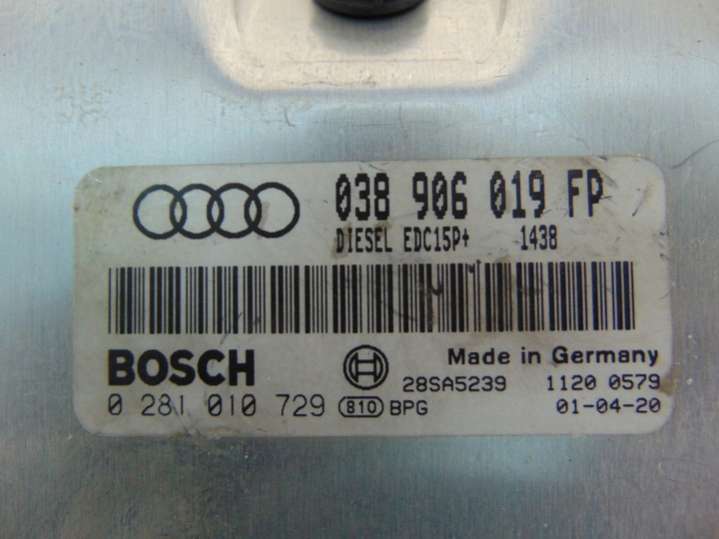 038 906 019 FP
DIESEL EDC15P+ 1438
BOSCH
Made in Germany
28SA5239 1120 0579
0 281 010 729 810 BPG 01-04-20